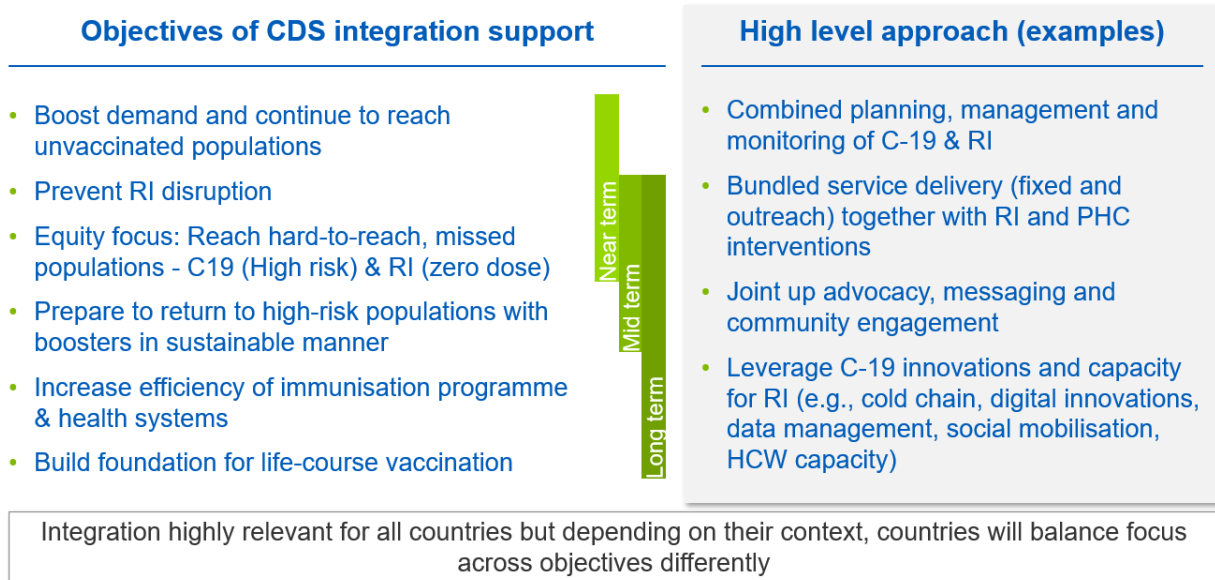 Objectives of CDS integration support
• Boost demand and continue to reach
unvaccinated populations
• Prevent RI disruption
• Equity focus: Reach hard-to-reach, missed
populations - C19 (High risk) & RI (zero dose)
• Prepare to return to high-risk populations with
boosters in sustainable manner
• Increase efficiency of immunisation programme
& health systems
• Build foundation for life-course vaccination
Near term
Mid term
Long term
High level approach (examples)
• Combined planning, management and
monitoring of C-19 & RI
• Bundled service delivery (fixed and
outreach) together with RI and PHC
interventions
• Joint up advocacy, messaging and
community engagement
• Leverage C-19 innovations and capacity
for RI (e.g., cold chain, digital innovations,
data management, social mobilisation,
HCW capacity)
Integration highly relevant for all countries but depending on their context, countries will balance focus
across objectives differently